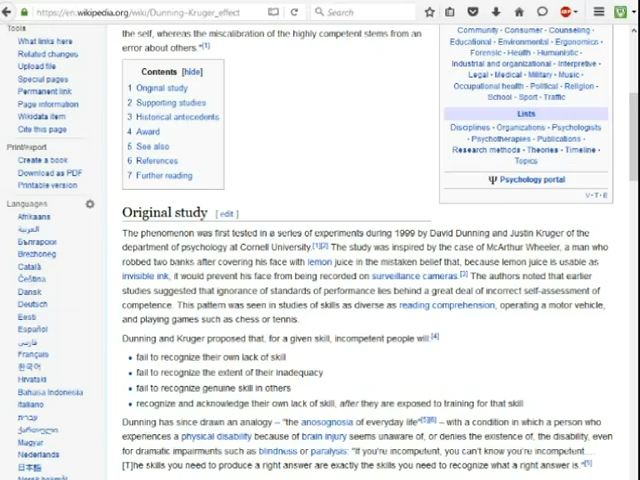 https://en.wikipedia.org/wiki/Dunning–Kruger_effect
Search
Tools
What links here
Related changes
Upload file
Special pages
Permanent link
Page information
Wikidata item
Cite this page
Print/export
Create a book
Download as PDF
Printable version
Languages
Afrikaans
العربية
Български
Brezhoneg
Català
Čeština
Dansk
Deutsch
Eesti
Español
فارسی
Français
한국어
Hrvatski
Bahasa Indonesia
Italiano
עברית
ქართული
Magyar
Nederlands
日本語
the self, whereas the miscalibration of the highly competent stems from an
error about others."[1]
Contents [hide]
1 Original study
2 Supporting studies
3 Historical antecedents
4 Award
5 See also
6 References
7 Further reading
Community · Consumer · Counseling ·
Educational · Environmental · Ergonomics ·
Forensic · Health · Humanistic ·
Industrial and organizational · Interpretive ·
Legal · Medical · Military · Music ·
Occupational health · Political · Religion ·
School · Sport · Traffic
Lists
Disciplines · Organizations · Psychologists
· Psychotherapies · Publications ·
Research methods · Theories · Timeline ·
Topics
Ψ Psychology portal
V · T · E
Original study [ edit ]
The phenomenon was first tested in a series of experiments during 1999 by David Dunning and Justin Kruger of the
department of psychology at Cornell University.[1][2] The study was inspired by the case of McArthur Wheeler, a man who
robbed two banks after covering his face with lemon juice in the mistaken belief that, because lemon juice is usable as
invisible ink, it would prevent his face from being recorded on surveillance cameras.[3] The authors noted that earlier
studies suggested that ignorance of standards of performance lies behind a great deal of incorrect self-assessment of
competence. This pattern was seen in studies of skills as diverse as reading comprehension, operating a motor vehicle,
and playing games such as chess or tennis.
Dunning and Kruger proposed that, for a given skill, incompetent people will:[4]
• fail to recognize their own lack of skill
• fail to recognize the extent of their inadequacy
• fail to recognize genuine skill in others
• recognize and acknowledge their own lack of skill, after they are exposed to training for that skill
Dunning has since drawn an analogy – "the anosognosia of everyday life"[5][6] – with a condition in which a person who
experiences a physical disability because of brain injury seems unaware of, or denies the existence of, the disability, even
for dramatic impairments such as blindness or paralysis: "If you're incompetent, you can't know you're incompetent.…
[T]he skills you need to produce a right answer are exactly the skills you need to recognize what a right answer is."[5]